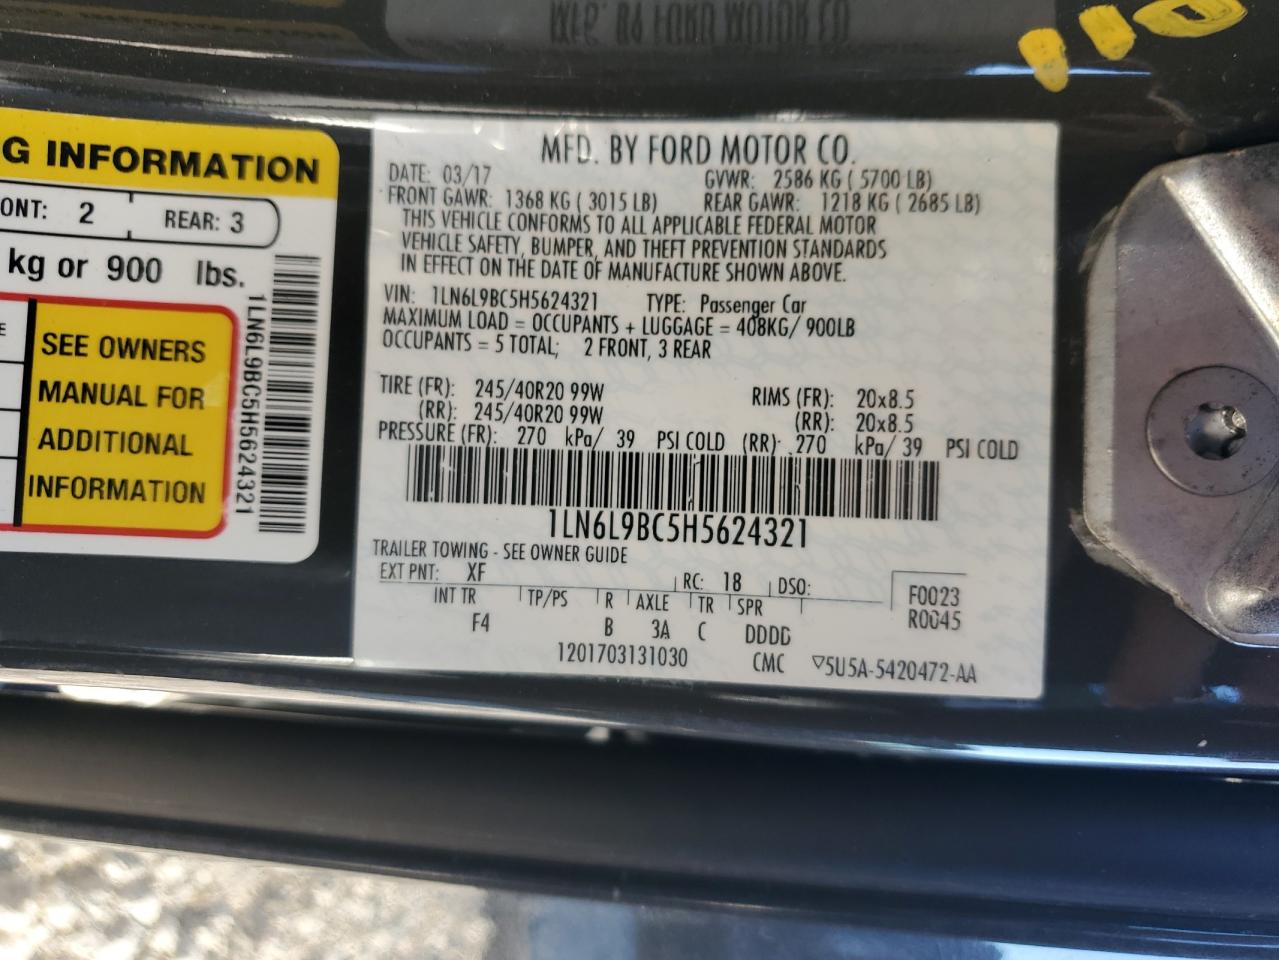 110
G INFORMATION
ONT: 2 REAR: 3
kg or 900 lbs.
SEE OWNERS
MANUAL FOR
ADDITIONAL
INFORMATION
1LN6L9BC5H5624321
MFD. BY FORD MOTOR CO.
DATE: 03/17 GVWR: 2586 KG ( 5700 LB)
FRONT GAWR: 1368 KG ( 3015 LB) REAR GAWR: 1218 KG ( 2685 LB)
THIS VEHICLE CONFORMS TO ALL APPLICABLE FEDERAL MOTOR
VEHICLE SAFETY, BUMPER, AND THEFT PREVENTION STANDARDS
IN EFFECT ON THE DATE OF MANUFACTURE SHOWN ABOVE.
VIN: 1LN6L9BC5H5624321 TYPE: Passenger Car
MAXIMUM LOAD = OCCUPANTS + LUGGAGE = 408KG/ 900LB
OCCUPANTS = 5 TOTAL; 2 FRONT, 3 REAR
TIRE (FR): 245/40R20 99W RIMS (FR): 20x8.5
(RR): 245/40R20 99W (RR): 20x8.5
PRESSURE (FR): 270 kPa/ 39 PSI COLD (RR): 270 kPa/ 39 PSI COLD
1LN6L9BC5H5624321
TRAILER TOWING - SEE OWNER GUIDE
EXT PNT: XF RC: 18 DSO:
INT TR TP/PS R AXLE TR SPR F0023
F4 B 3A C DDDD R0045
1201703131030 CMC ▽5U5A-5420472-AA